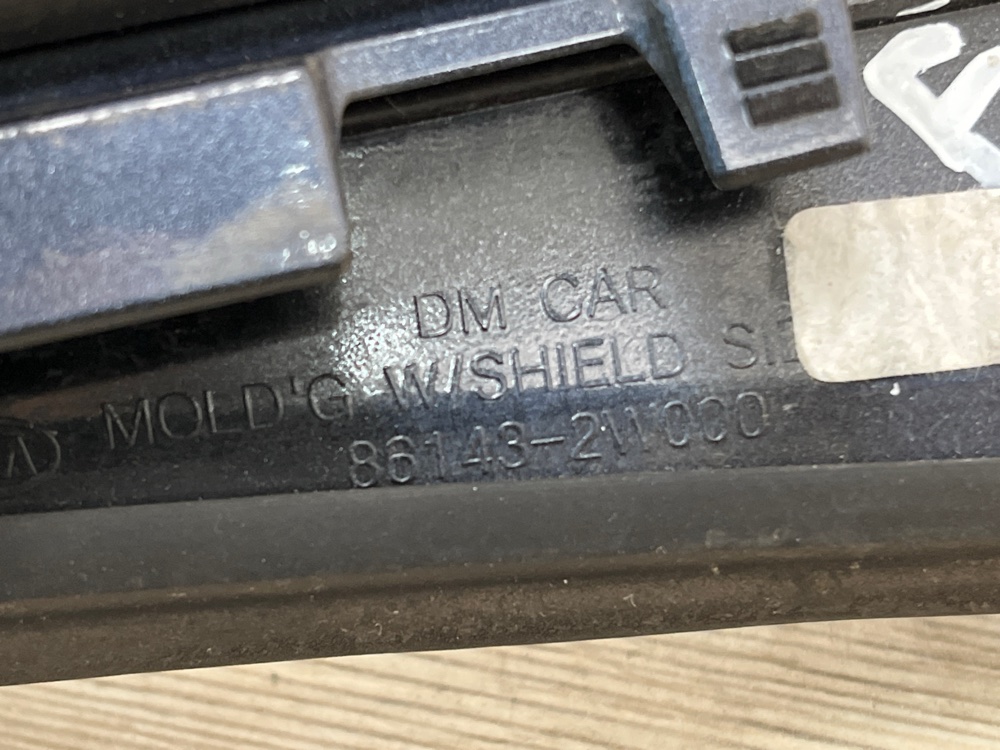 DM CAR
MOLD'G W/SHIELD
86143-2W000